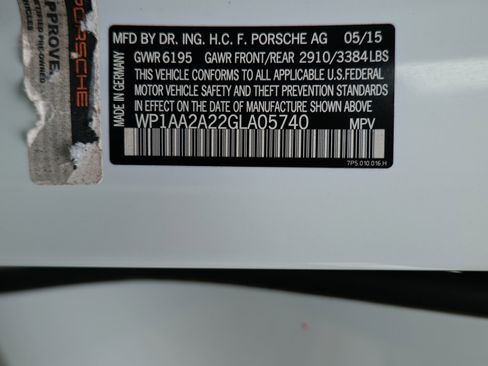 MFD BY DR. ING. H.C. F. PORSCHE AG 05/15
GVWR 6195 GAWR FRONT/REAR 2910/3384 LBS
THIS VEHICLE CONFORMS TO ALL APPLICABLE U.S.FEDERAL
MOTOR VEHICLE SAFETY AND THEFT PREVENTION STANDARDS
IN EFFECT ON THE DATE OF MANUFACTURE SHOWN ABOVE.
WP1AA2A22GLA05740 MPV
7P5.010.016.H
MADE IN GERMANY
APPROVE
PORSCHE